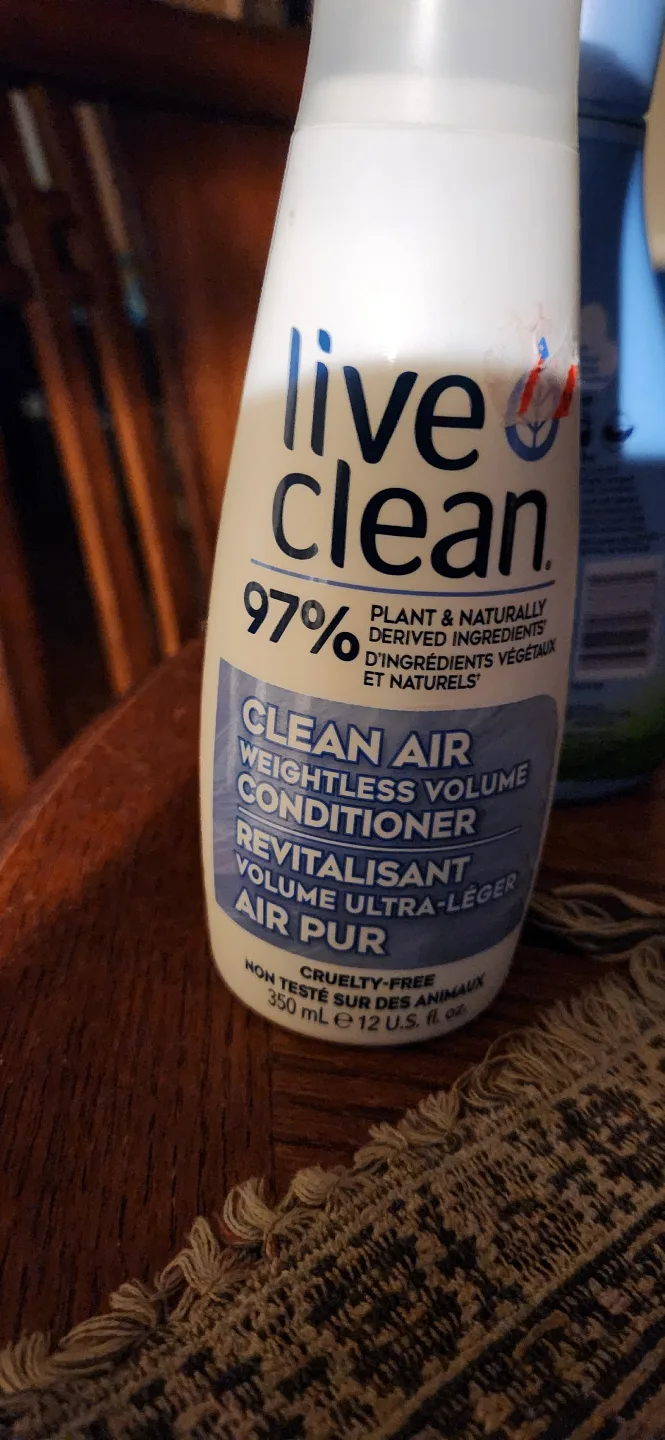 live
clean.
97%
PLANT & NATURALLY
DERIVED INGREDIENTS†
D'INGRÉDIENTS VÉGÉTAUX
ET NATURELS†
CLEAN AIR
WEIGHTLESS VOLUME
CONDITIONER
REVITALISANT
VOLUME ULTRA-LÉGER
AIR PUR
CRUELTY-FREE
NON TESTÉ SUR DES ANIMAUX
350 mL ℮ 12 U.S. fl. oz.